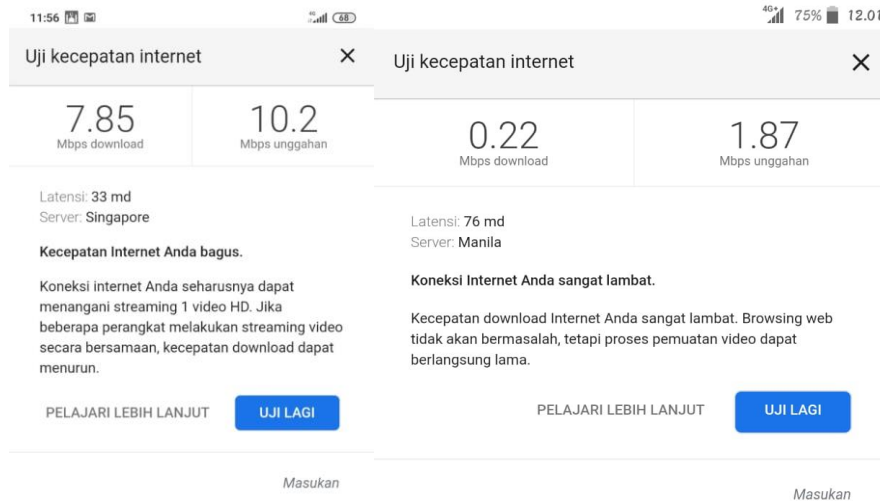 11:56
4G
68
Uji kecepatan internet
7.85
Mbps download
10.2
Mbps unggahan
Latensi: 33 md
Server: Singapore
Kecepatan Internet Anda bagus.
Koneksi internet Anda seharusnya dapat
menangani streaming 1 video HD. Jika
beberapa perangkat melakukan streaming video
secara bersamaan, kecepatan download dapat
menurun.
PELAJARI LEBIH LANJUT
UJI LAGI
Masukan
4G+
75%
12.01
Uji kecepatan internet
0.22
Mbps download
1.87
Mbps unggahan
Latensi: 76 md
Server: Manila
Koneksi Internet Anda sangat lambat.
Kecepatan download Internet Anda sangat lambat. Browsing web
tidak akan bermasalah, tetapi proses pemuatan video dapat
berlangsung lama.
PELAJARI LEBIH LANJUT
UJI LAGI
Masukan